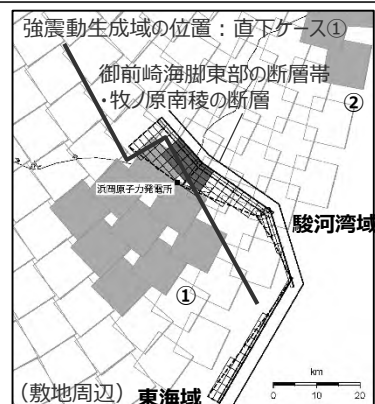 強震動生成域の位置：直下ケース①
御前崎海脚東部の断層帯
・牧ノ原南稜の断層
②
浜岡原子力発電所
駿河湾域
①
km
（敷地周辺）
東海域
0 10 20